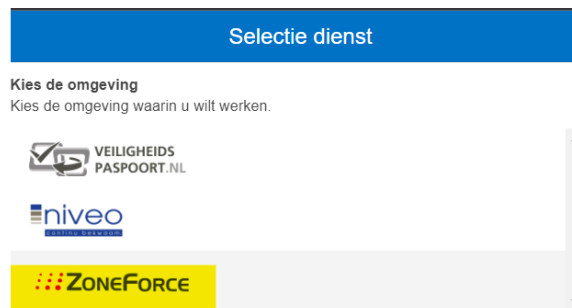 Selectie dienst
Kies de omgeving
Kies de omgeving waarin u wilt werken.
VEILIGHEIDS
PASPOORT.NL
niveo
continu bekwaam
ZONEFORCE